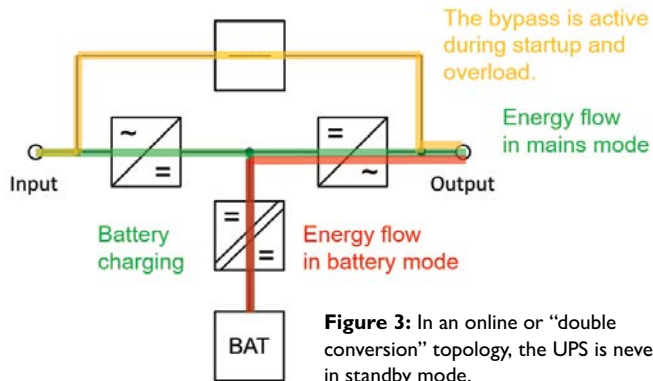 The bypass is active
during startup and
overload.
~
=
=
~
Energy flow
in mains mode
Input
Output
Battery
charging
=
=
Energy flow
in battery mode
BAT
Figure 3: In an online or “double
conversion” topology, the UPS is neve
in standby mode.